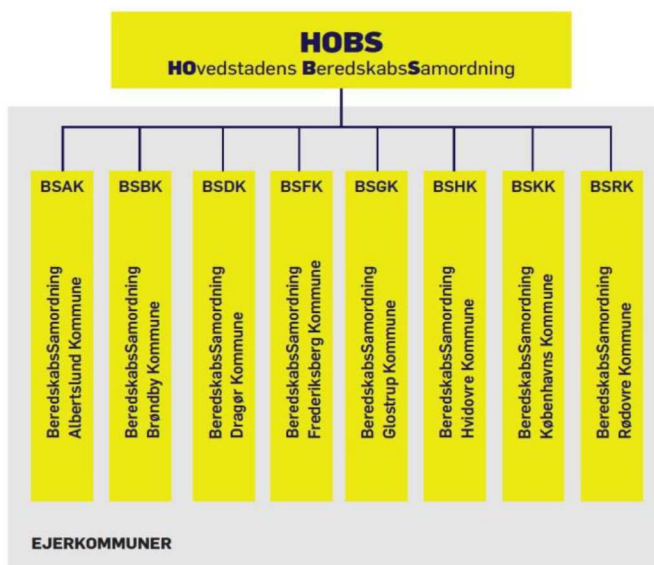 HOBS
HOvedstadens BeredskabsSamordning
BSAK
BeredskabsSamordning
Albertslund Kommune
BSBK
BeredskabsSamordning
Brøndby Kommune
BSDK
BeredskabsSamordning
Dragør Kommune
BSFK
BeredskabsSamordning
Frederiksberg Kommune
BSGK
BeredskabsSamordning
Glostrup Kommune
BSHK
BeredskabsSamordning
Hvidovre Kommune
BSKK
BeredskabsSamordning
Københavns Kommune
BSRK
BeredskabsSamordning
Rødovre Kommune
EJERKOMMUNER